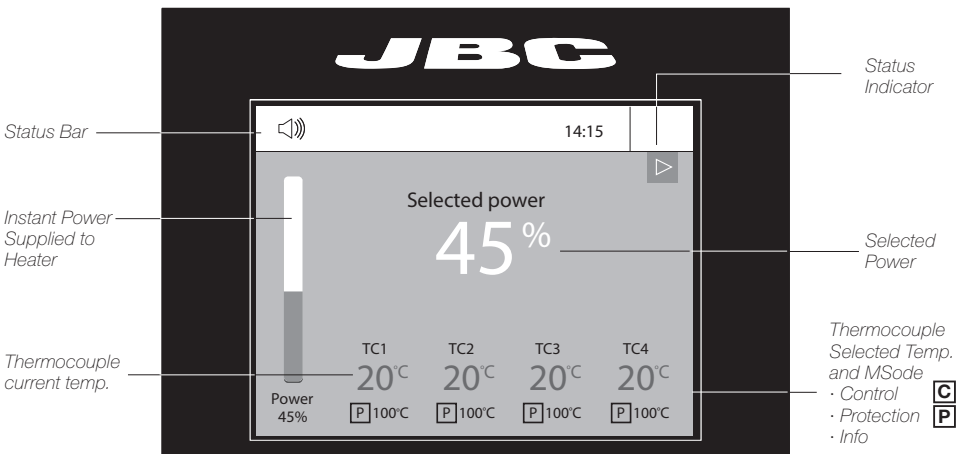 JBC
Status
Indicator
Status Bar
14:15
Selected power
45%
Instant Power
Supplied to
Heater
Selected
Power
Thermocouple
current temp.
TC1 TC2 TC3 TC4
20°C 20°C 20°C 20°C
P 100°C P 100°C P 100°C P 100°C
Power
45%
Thermocouple
Selected Temp.
and MSode
· Control C
· Protection P
· Info